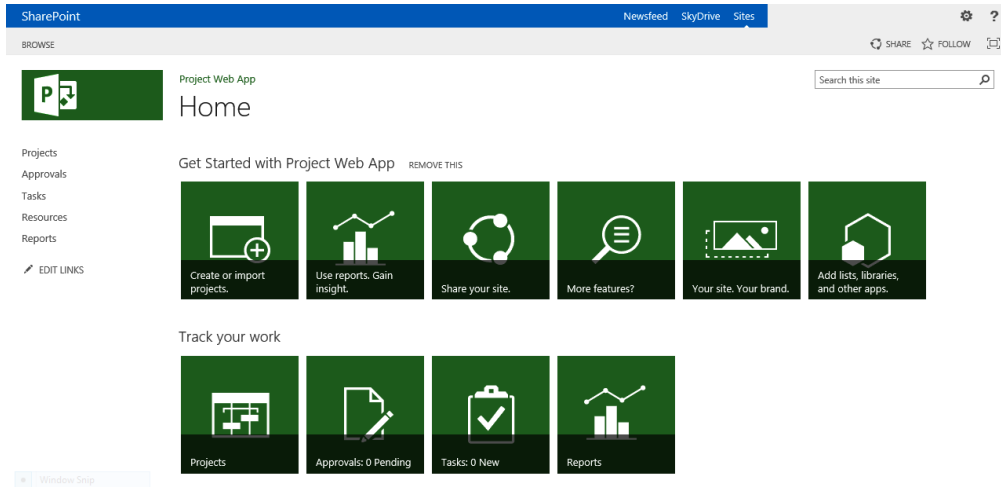 SharePoint
Newsfeed SkyDrive Sites
?
BROWSE
SHARE FOLLOW
P
Project Web App
Search this site
Home
Projects
Approvals
Tasks
Resources
Reports
EDIT LINKS
Get Started with Project Web App REMOVE THIS
Create or import
projects.
Use reports. Gain
insight.
Share your site.
More features?
Your site. Your brand.
Add lists, libraries,
and other apps.
Track your work
Projects
Approvals: 0 Pending
Tasks: 0 New
Reports
Window Snip